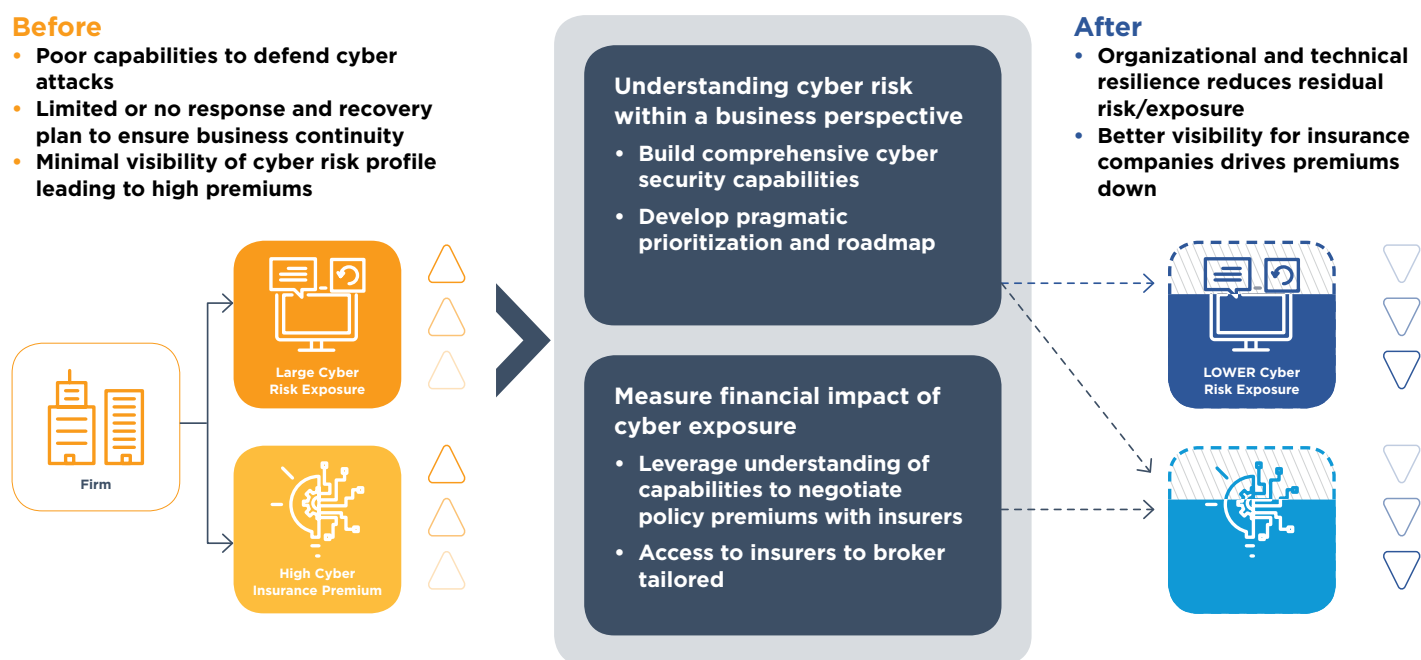 Before
• Poor capabilities to defend cyber
attacks
• Limited or no response and recovery
plan to ensure business continuity
• Minimal visibility of cyber risk profile
leading to high premiums
Firm
Large Cyber
Risk Exposure
High Cyber
Insurance Premium
Understanding cyber risk
within a business perspective
• Build comprehensive cyber
security capabilities
• Develop pragmatic
prioritization and roadmap
Measure financial impact of
cyber exposure
• Leverage understanding of
capabilities to negotiate
policy premiums with insurers
• Access to insurers to broker
tailored
After
• Organizational and technical
resilience reduces residual
risk/exposure
• Better visibility for insurance
companies drives premiums
down
LOWER Cyber
Risk Exposure